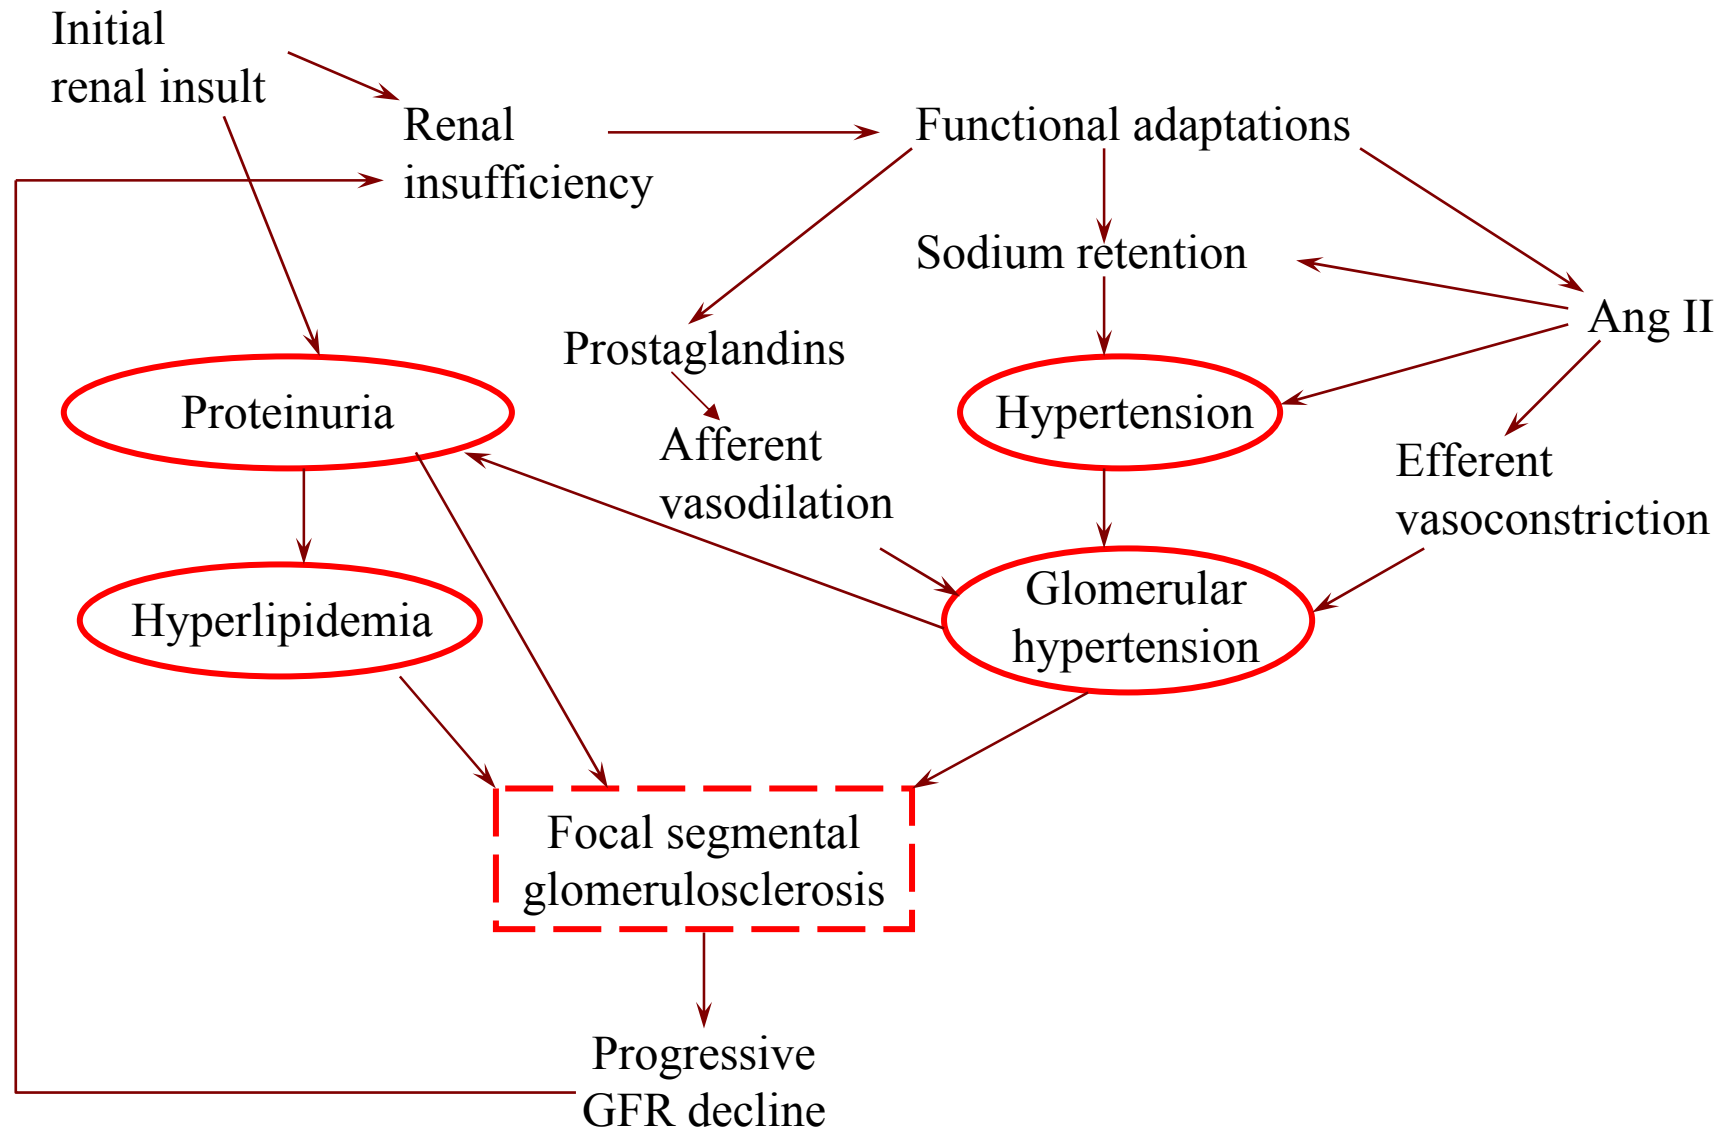 Initial
renal insult
Renal
insufficiency
Functional adaptations
Sodium retention
Ang II
Prostaglandins
Proteinuria
Hypertension
Afferent
vasodilation
Efferent
vasoconstriction
Hyperlipidemia
Glomerular
hypertension
Focal segmental
glomerulosclerosis
Progressive
GFR decline